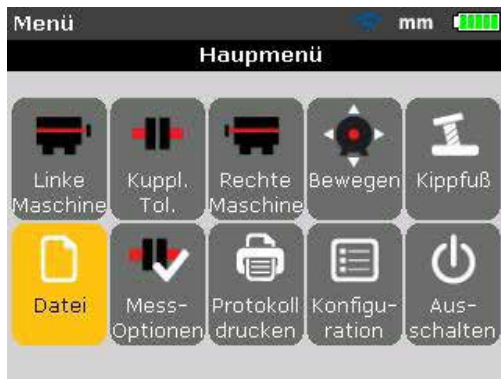 Menü mm
Haupmenü
Linke Kuppl. Rechte Bewegen Kippfuß
Maschine Tol. Maschine
Datei Mess- Protokoll Konfigu- Aus-
Optionen drucken ration schalten